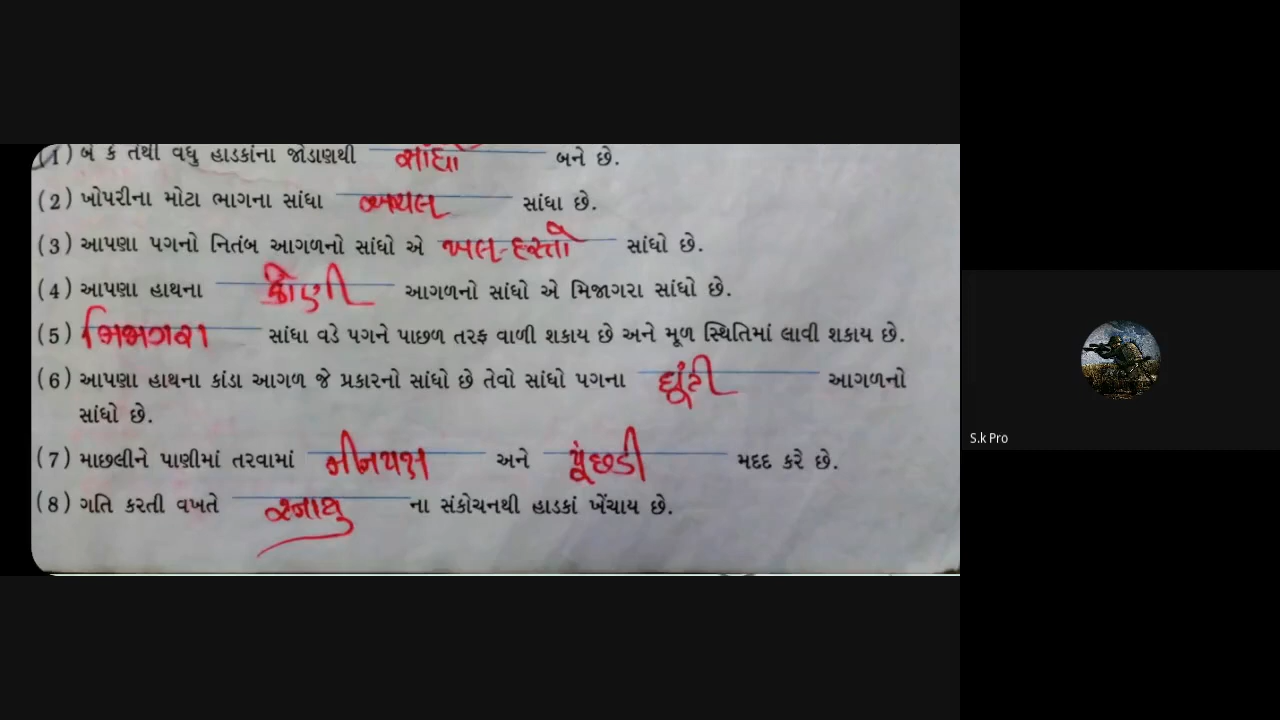 (1) બે કે તેથી વધુ હાડકાંના જોડાણથી સાંધા બને છે.
(2) ખોપરીના મોટા ભાગના સાંધા અચલ સાંધા છે.
(3) આપણા પગનો નિતંબ આગળનો સાંધો એ ખલ-દસ્તો સાંધો છે.
(4) આપણા હાથના કોણી આગળનો સાંધો એ મિજાગરા સાંધો છે.
(5) મિજાગરા સાંધા વડે પગને પાછળ તરફ વાળી શકાય છે અને મૂળ સ્થિતિમાં લાવી શકાય છે.
(6) આપણા હાથના કાંડા આગળ જે પ્રકારનો સાંધો છે તેવો સાંધો પગના ઘૂંટી આગળનો
સાંધો છે.
(7) માછલીને પાણીમાં તરવામાં મીનપક્ષ અને પૂંછડી મદદ કરે છે.
(8) ગતિ કરતી વખતે સ્નાયુ ના સંકોચનથી હાડકાં ખેંચાય છે.
S.k Pro